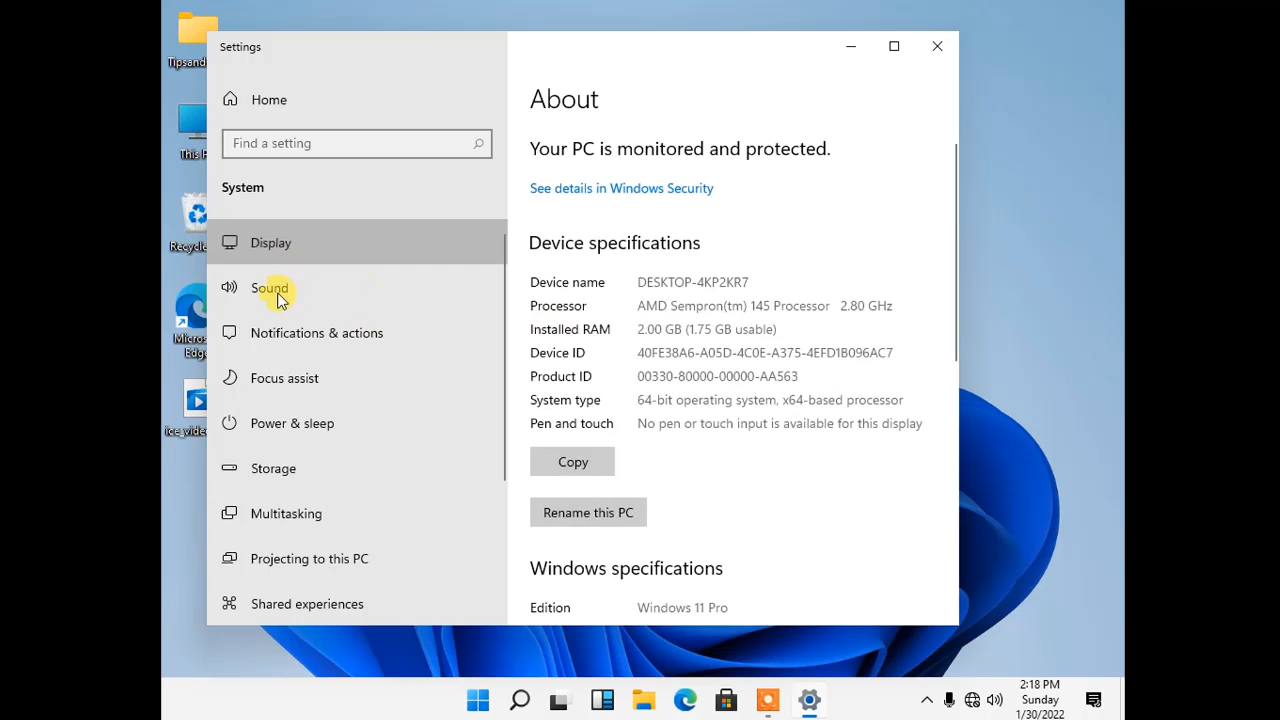 Tipsand
This P
Recycle
Micros
Edge
ice_vide
Settings
Home
Find a setting
System
Display
Sound
Notifications & actions
Focus assist
Power & sleep
Storage
Multitasking
Projecting to this PC
Shared experiences
About
Your PC is monitored and protected.
See details in Windows Security
Device specifications
Device name DESKTOP-4KP2KR7
Processor AMD Sempron(tm) 145 Processor 2.80 GHz
Installed RAM 2.00 GB (1.75 GB usable)
Device ID 40FE38A6-A05D-4C0E-A375-4EFD1B096AC7
Product ID 00330-80000-00000-AA563
System type 64-bit operating system, x64-based processor
Pen and touch No pen or touch input is available for this display
Copy
Rename this PC
Windows specifications
Edition Windows 11 Pro
2:18 PM
Sunday
1/30/2022